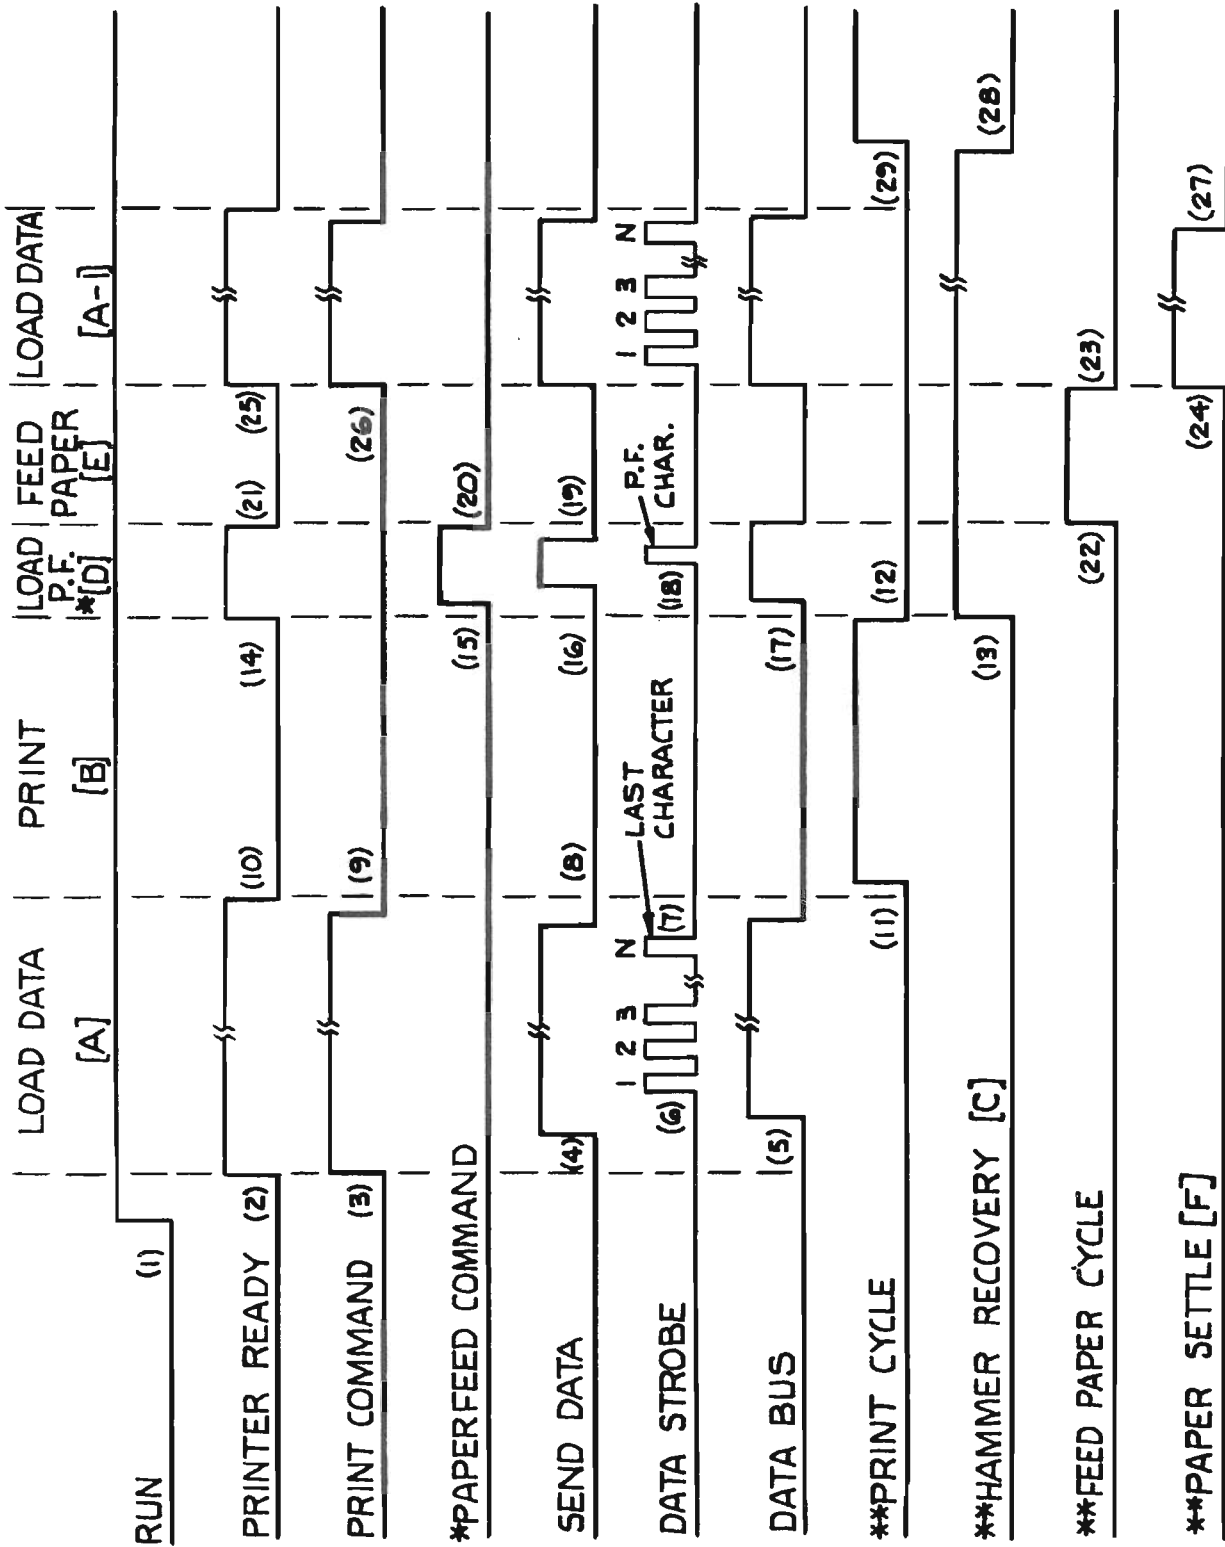 LOAD DATA
[A]
PRINT
[B]
LOAD
P.F.
*[D]
FEED
PAPER
[E]
LOAD DATA
[A-1]
RUN (1)
PRINTER READY (2) (10) (14) (21) (25)
PRINT COMMAND (3) (9) (26)
*PAPERFEED COMMAND (15) (20)
SEND DATA (4) (8) (16) (19)
1 2 3 N LAST CHARACTER P.F. CHAR. 1 2 3 N
DATA STROBE (6) (7) (18)
DATA BUS (5) (17)
**PRINT CYCLE (11) (12) (29)
**HAMMER RECOVERY [C] (13) (28)
**FEED PAPER CYCLE (22) (23)
**PAPER SETTLE [F] (24) (27)